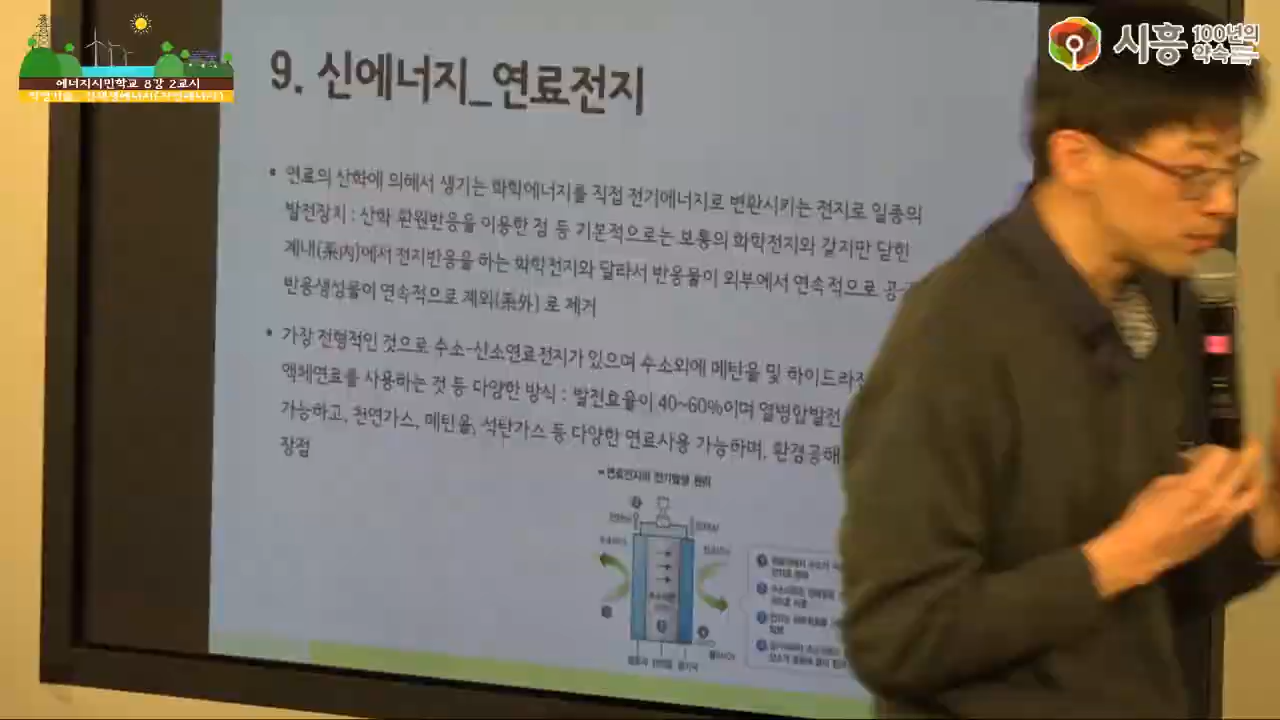 에너지시민학교 8강 2교시
시흥 100년의 약속
9. 신에너지_연료전지
• 연료의 산화에 의해서 생기는 화학에너지를 직접 전기에너지로 변환시키는 전지로 일종의
발전장치 : 산화 환원반응을 이용한 점 등 기본적으로는 보통의 화학전지와 같지만 닫힌
계내(系内)에서 전지반응을 하는 화학전지와 달라서 반응물이 외부에서 연속적으로
반응생성물이 연속적으로 계외(系外) 로 제거
• 가장 전형적인 것으로 수소-산소연료전지가 있으며 수소외에 메탄올 및 하이드라진
액체연료를 사용하는 것 등 다양한 방식 : 발전효율이 40~60%이며 열병합발전
가능하고, 천연가스, 메탄올, 석탄가스 등 다양한 연료사용 가능하며, 환경공해
장점
연료전지의 전기발생 원리